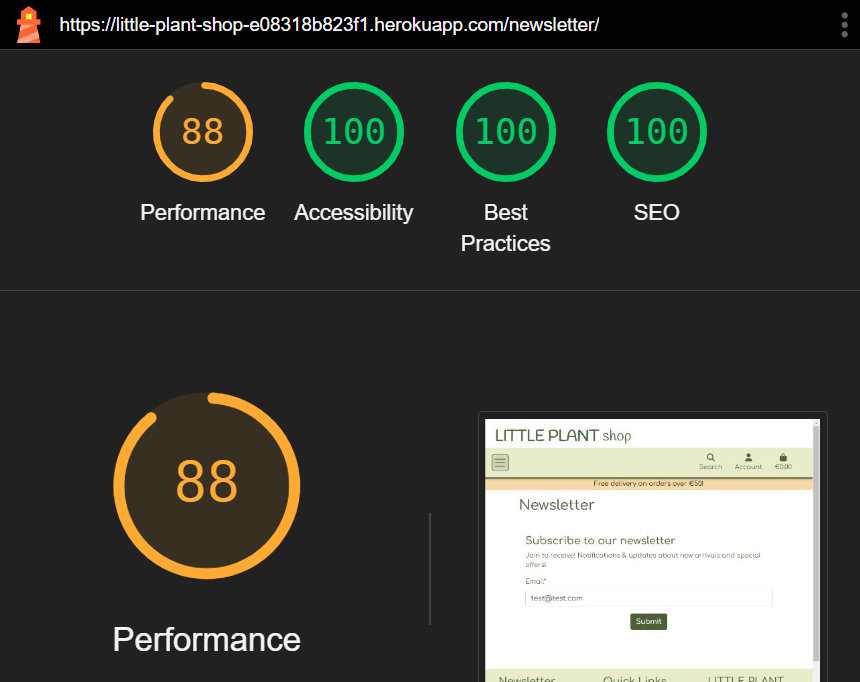 https://little-plant-shop-e08318b823f1.herokuapp.com/newsletter/
88
100
100
100
Performance
Accessibility
Best
Practices
SEO
88
Performance
LITTLE PLANT shop
Search
Account
€0.00
Free delivery on orders over €50!
Newsletter
Subscribe to our newsletter
Join to receive! Notifications & updates about new arrivals and special
offers!
Email*
test@test.com
Submit
Newsletter
Quick Links
LITTLE PLANT